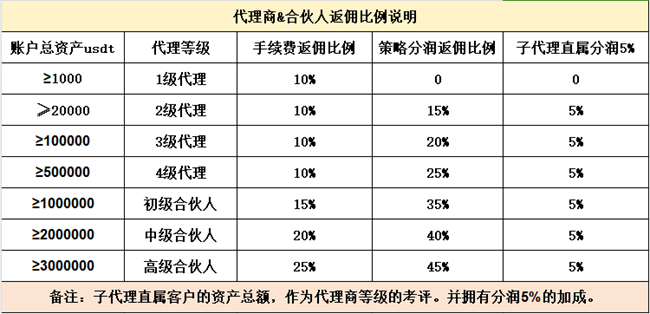 代理商&合伙人返佣比例说明
账户总资产usdt 代理等级 手续费返佣比例 策略分润返佣比例 子代理直属分润5%
≥1000 1级代理 10% 0 0
⩾20000 2级代理 10% 15% 5%
≥100000 3级代理 10% 20% 5%
≥500000 4级代理 10% 25% 5%
≥1000000 初级合伙人 15% 35% 5%
≥2000000 中级合伙人 20% 40% 5%
≥3000000 高级合伙人 25% 45% 5%
备注：子代理直属客户的资产总额，作为代理商等级的考评。并拥有分润5%的加成。